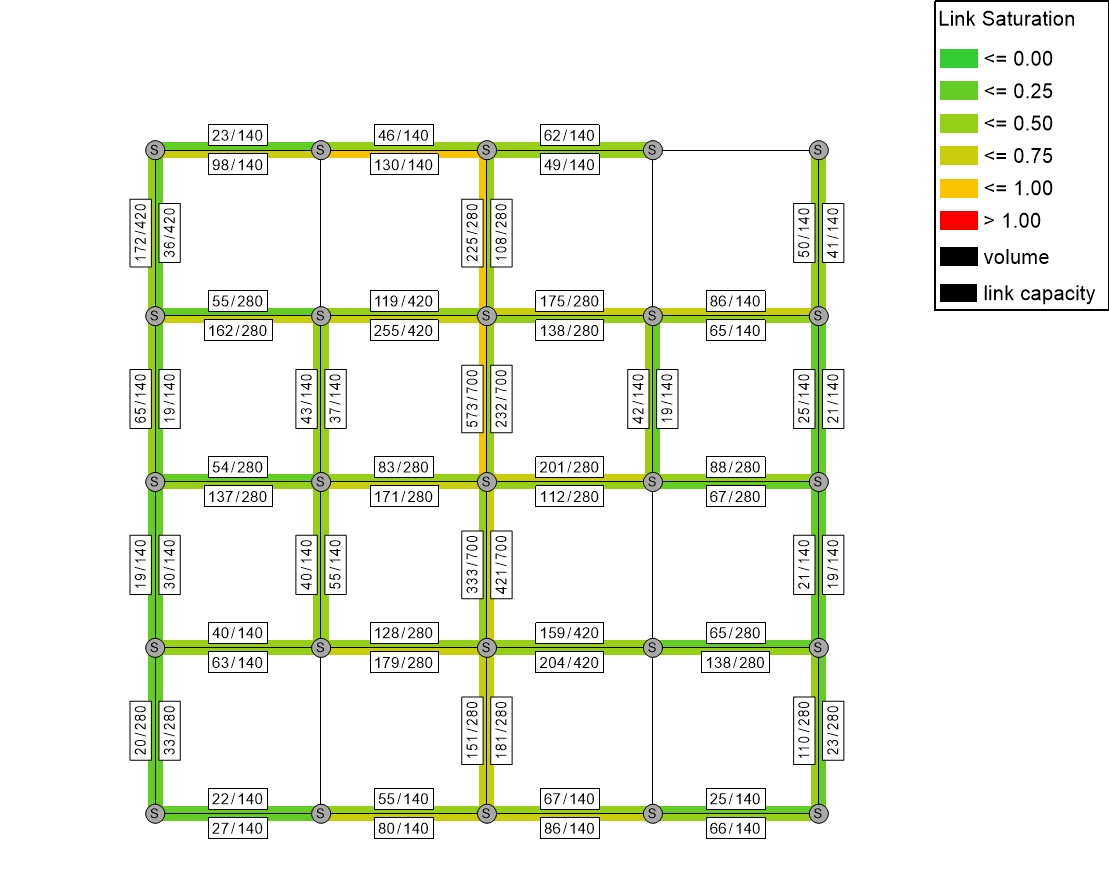 Link Saturation
<= 0.00
<= 0.25
<= 0.50
<= 0.75
<= 1.00
> 1.00
volume
link capacity
23/140
46/140
62/140
S
S
S
S
S
98/140
130/140
49/140
172/420
36/420
225/280
108/280
50/140
41/140
55/280
119/420
175/280
86/140
S
S
S
S
S
162/280
255/420
138/280
65/140
65/140
19/140
43/140
37/140
573/700
232/700
42/140
19/140
25/140
21/140
54/280
83/280
201/280
88/280
S
S
S
S
S
137/280
171/280
112/280
67/280
19/140
30/140
40/140
55/140
333/700
421/700
21/140
19/140
40/140
128/280
159/420
65/280
S
S
S
S
S
63/140
179/280
204/420
138/280
20/280
33/280
151/280
181/280
110/280
23/280
22/140
55/140
67/140
25/140
S
S
S
S
S
27/140
80/140
86/140
66/140